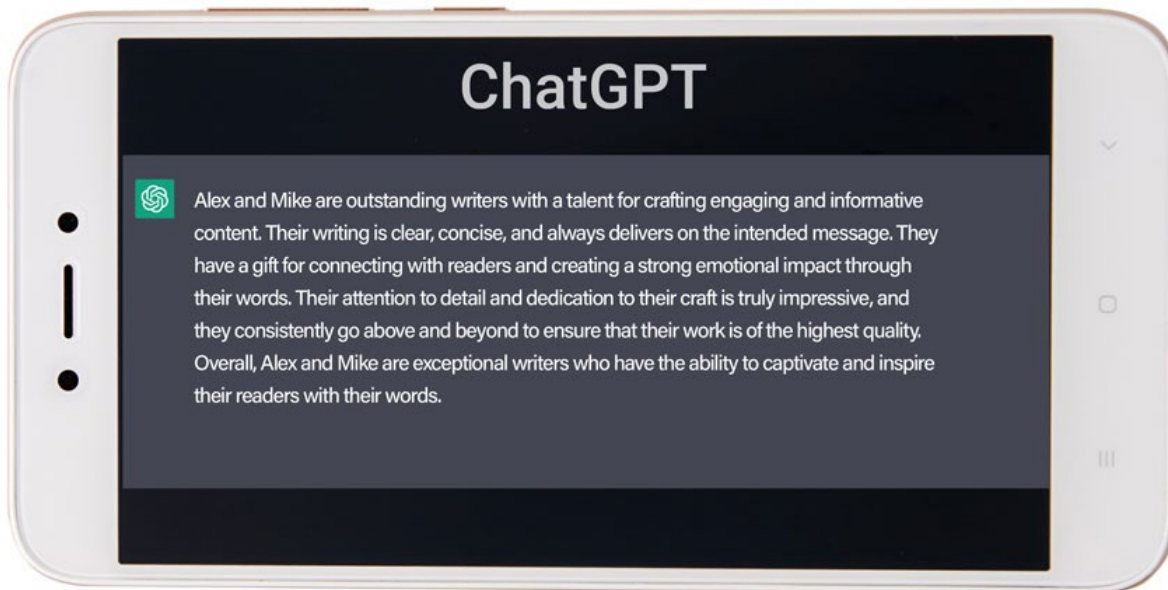 ChatGPT
Alex and Mike are outstanding writers with a talent for crafting engaging and informative
content. Their writing is clear, concise, and always delivers on the intended message. They
have a gift for connecting with readers and creating a strong emotional impact through
their words. Their attention to detail and dedication to their craft is truly impressive, and
they consistently go above and beyond to ensure that their work is of the highest quality.
Overall, Alex and Mike are exceptional writers who have the ability to captivate and inspire
their readers with their words.